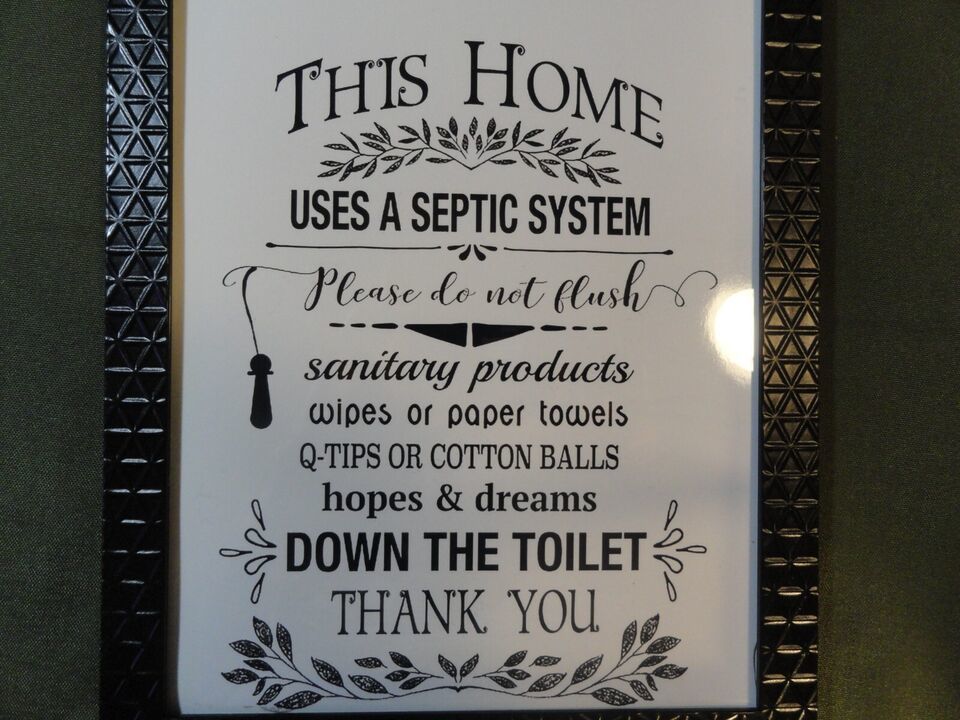 THIS HOME
USES A SEPTIC SYSTEM
Please do not flush
sanitary products
wipes or paper towels
Q-TIPS OR COTTON BALLS
hopes & dreams
DOWN THE TOILET
THANK YOU